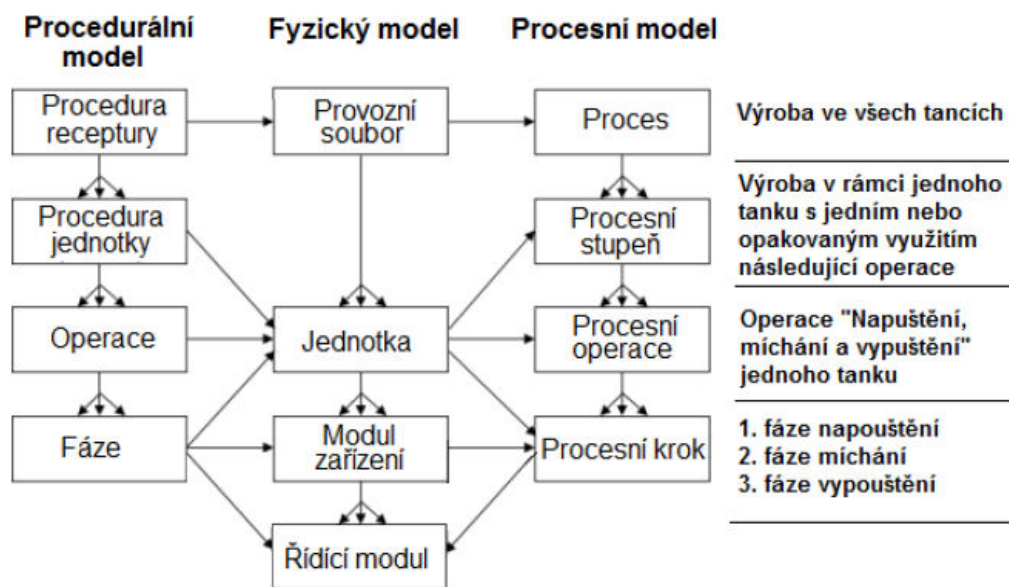 Procedurální
model
Fyzický model
Procesní model
Procedura
receptury
Provozní
soubor
Proces
Výroba ve všech tancích
Procedura
jednotky
Procesní
stupeň
Výroba v rámci jednoho
tanku s jedním nebo
opakovaným využitím
následující operace
Operace
Jednotka
Procesní
operace
Operace "Napuštění,
míchání a vypuštění"
jednoho tanku
Fáze
Modul
zařízení
Procesní krok
1. fáze napouštění
2. fáze míchání
3. fáze vypouštění
Řídící modul